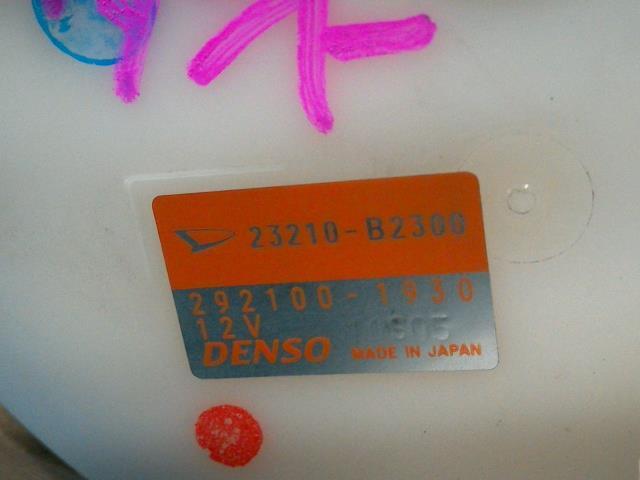 23210-B2300
292100-1930
12V
DENSO MADE IN JAPAN